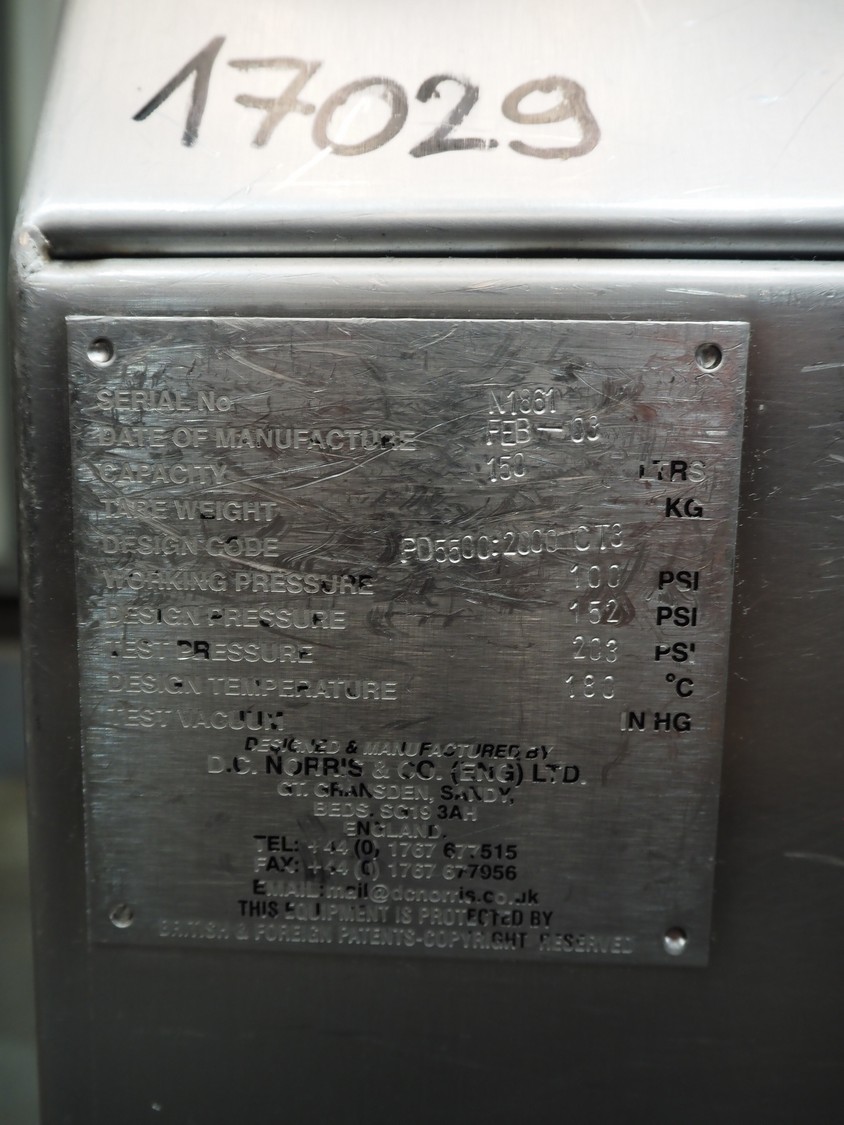 17029
SERIAL No N1861
DATE OF MANUFACTURE FEB-03
CAPACITY 150 LTRS
TARE WEIGHT KG
DESIGN CODE PD5500:2000 CT3
WORKING PRESSURE 100 PSI
DESIGN PRESSURE 152 PSI
TEST PRESSURE 203 PSI
DESIGN TEMPERATURE 180 °C
TEST VACUUM IN HG
DESIGNED & MANUFACTURED BY
D.C. NORRIS & CO. (ENG) LTD.
GT. GRANSDEN, SANDY,
BEDS. SG19 3AH
ENGLAND.
TEL: +44 (0) 1767 677515
FAX: +44 (0) 1767 677956
EMAIL: mail@dcnorris.co.uk
THIS EQUIPMENT IS PROTECTED BY
BRITISH & FOREIGN PATENTS-COPYRIGHT RESERVED